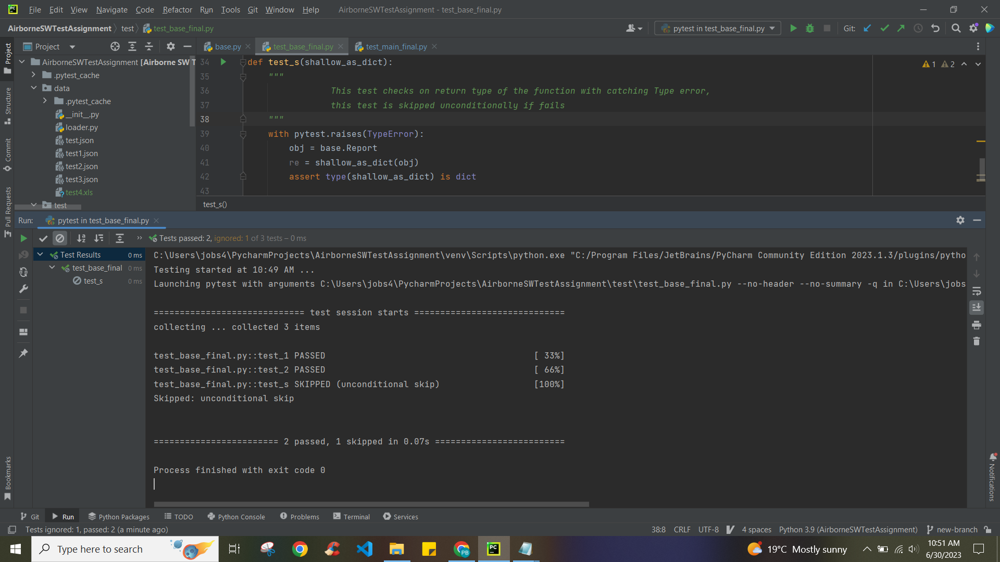 File Edit View Navigate Code Refactor Run Tools Git Window Help AirborneSWTestAssignment - test_base_final.py
AirborneSWTestAssignment test test_base_final.py
pytest in test_base_final.py Git:
Project
base.py test_base_final.py test_main_final.py
AirborneSWTestAssignment [Airborne SW T
.pytest_cache
data
.pytest_cache
__init__.py
loader.py
test.json
test1.json
test2.json
test3.json
test4.xls
test
34 def test_s(shallow_as_dict):
1 2
35 """
36 This test checks on return type of the function with catching Type error,
37 this test is skipped unconditionally if fails
38 """
39 with pytest.raises(TypeError):
40 obj = base.Report
41 re = shallow_as_dict(obj)
42 assert type(shallow_as_dict) is dict
43
test_s()
Project
Structure
Commit
Pull Requests
Bookmarks
Notifications
Run: pytest in test_base_final.py
Tests passed: 2, ignored: 1 of 3 tests – 0 ms
Test Results 0 ms
test_base_final 0 ms
test_s 0 ms
C:\Users\jobs4\PycharmProjects\AirborneSWTestAssignment\venv\Scripts\python.exe "C:/Program Files/JetBrains/PyCharm Community Edition 2023.1.3/plugins/pytho
Testing started at 10:49 AM ...
Launching pytest with arguments C:\Users\jobs4\PycharmProjects\AirborneSWTestAssignment\test\test_base_final.py --no-header --no-summary -q in C:\Users\jobs
============================= test session starts =============================
collecting ... collected 3 items
test_base_final.py::test_1 PASSED [ 33%]
test_base_final.py::test_2 PASSED [ 66%]
test_base_final.py::test_s SKIPPED (unconditional skip) [100%]
Skipped: unconditional skip
======================== 2 passed, 1 skipped in 0.07s =========================
Process finished with exit code 0
Git Run Python Packages TODO Python Console Problems Terminal Services
Tests ignored: 1, passed: 2 (a minute ago)
38:8 CRLF UTF-8 4 spaces Python 3.9 (AirborneSWTestAssignment) new-branch
Type here to search
19°C Mostly sunny
10:51 AM
6/30/2023